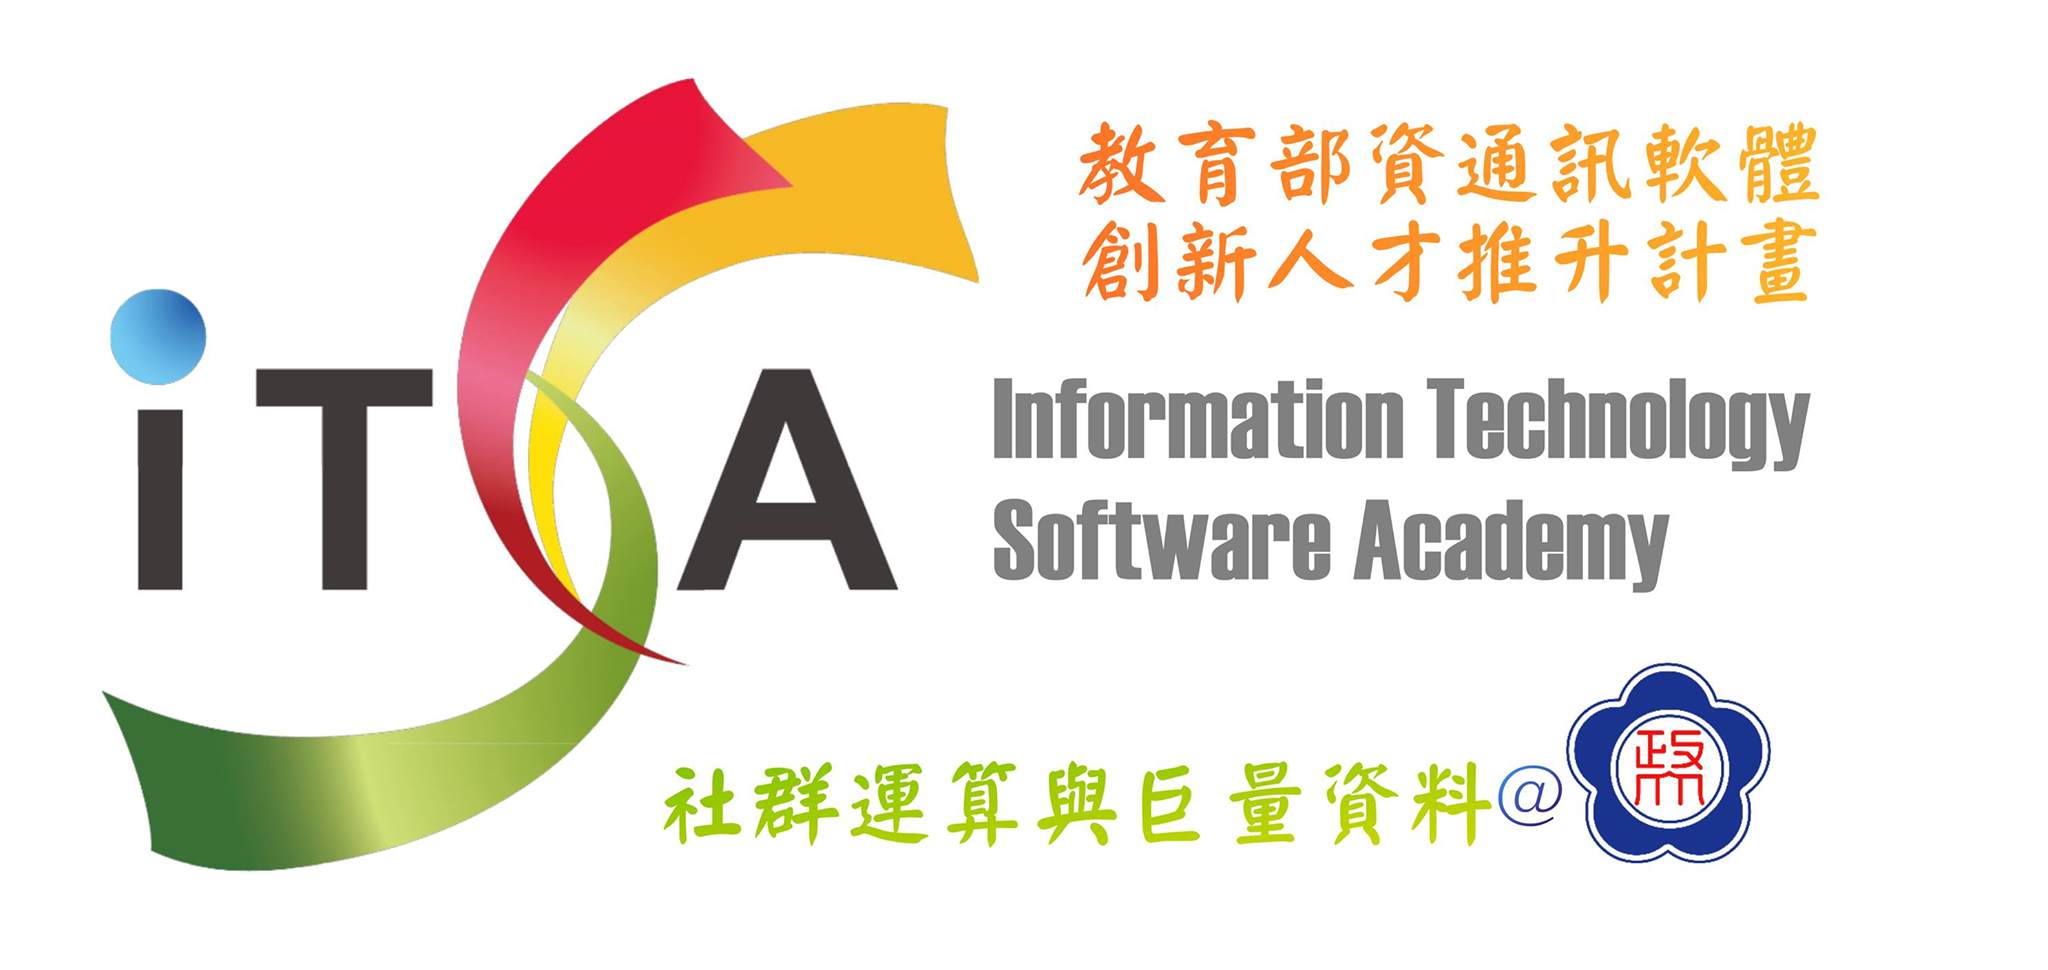 iTSA
教育部資通訊軟體
創新人才推升計畫
Information Technology
Software Academy
社群運算與巨量資料@
政大